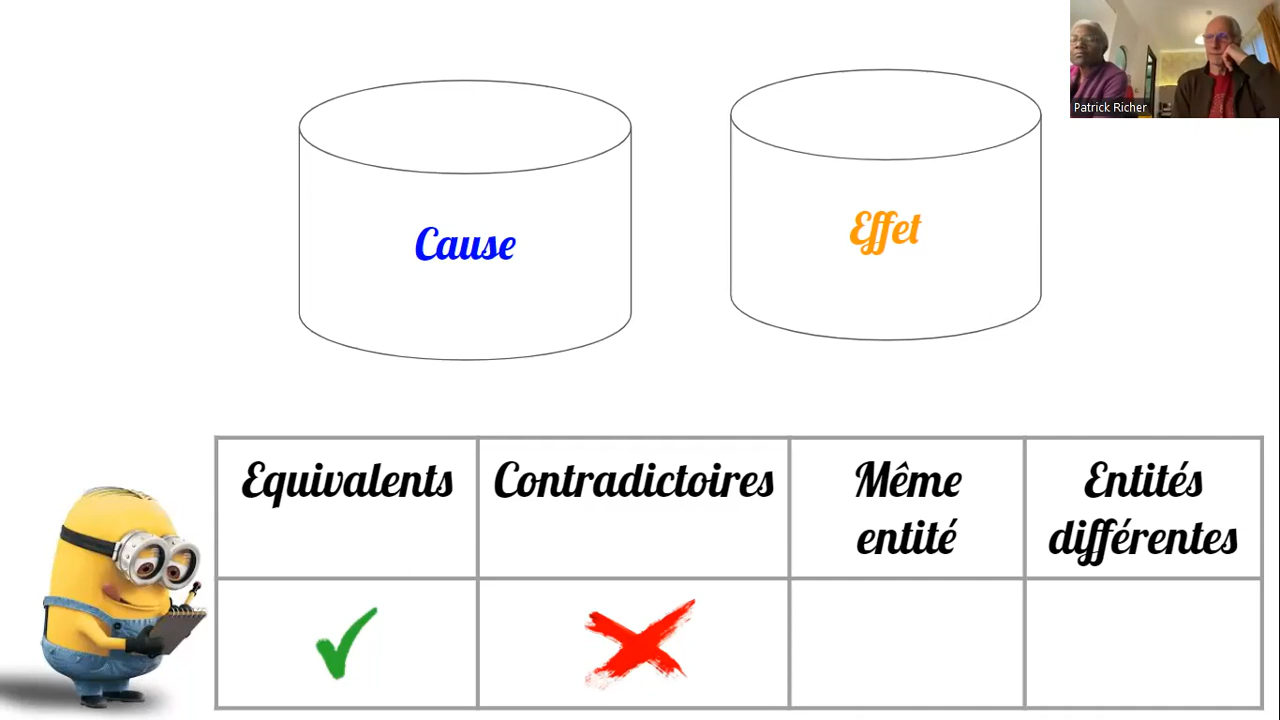 Patrick Richer
Cause
Effet
Equivalents
Contradictoires
Même
entité
Entités
différentes